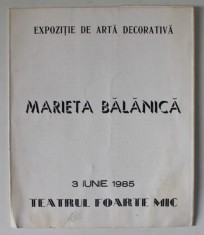 EXPOZIȚIE DE ARTĂ DECORATIVĂ
MARIETA BĂLĂNICĂ
3 IUNIE 1985
TEATRUL FOARTE MIC